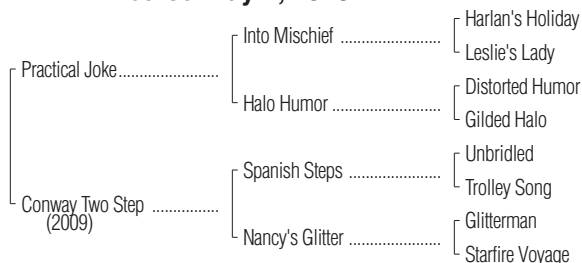 Harlan's Holiday
Into Mischief ........................
Leslie's Lady
Practical Joke........................
Distorted Humor
Halo Humor ..........................
Gilded Halo
Unbridled
Spanish Steps ......................
Trolley Song
Conway Two Step ................
(2009)
Glitterman
Nancy's Glitter ......................
Starfire Voyage